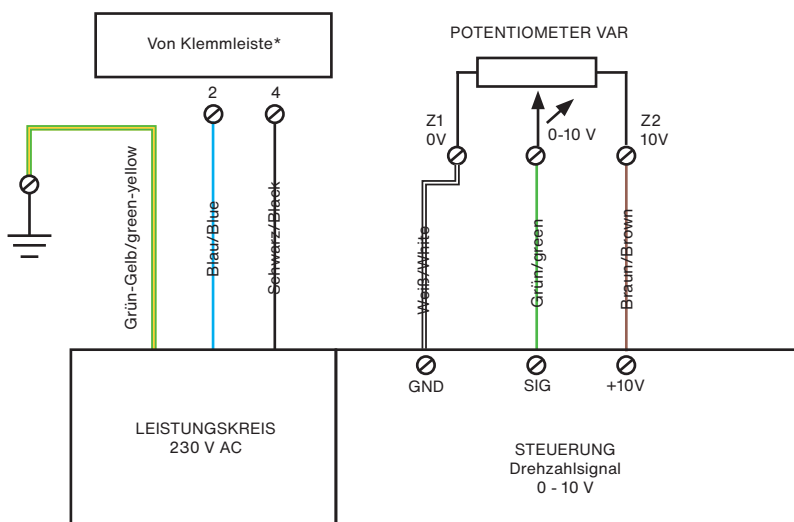 Von Klemmleiste*
POTENTIOMETER VAR
2
4
Z1
0V
0-10 V
Z2
10V
Grün-Gelb/green-yellow
Blau/Blue
Schwarz/Black
Weiß/White
Grün/green
Braun/Brown
GND
SIG
+10V
LEISTUNGSKREIS
230 V AC
STEUERUNG
Drehzahlsignal
0 - 10 V